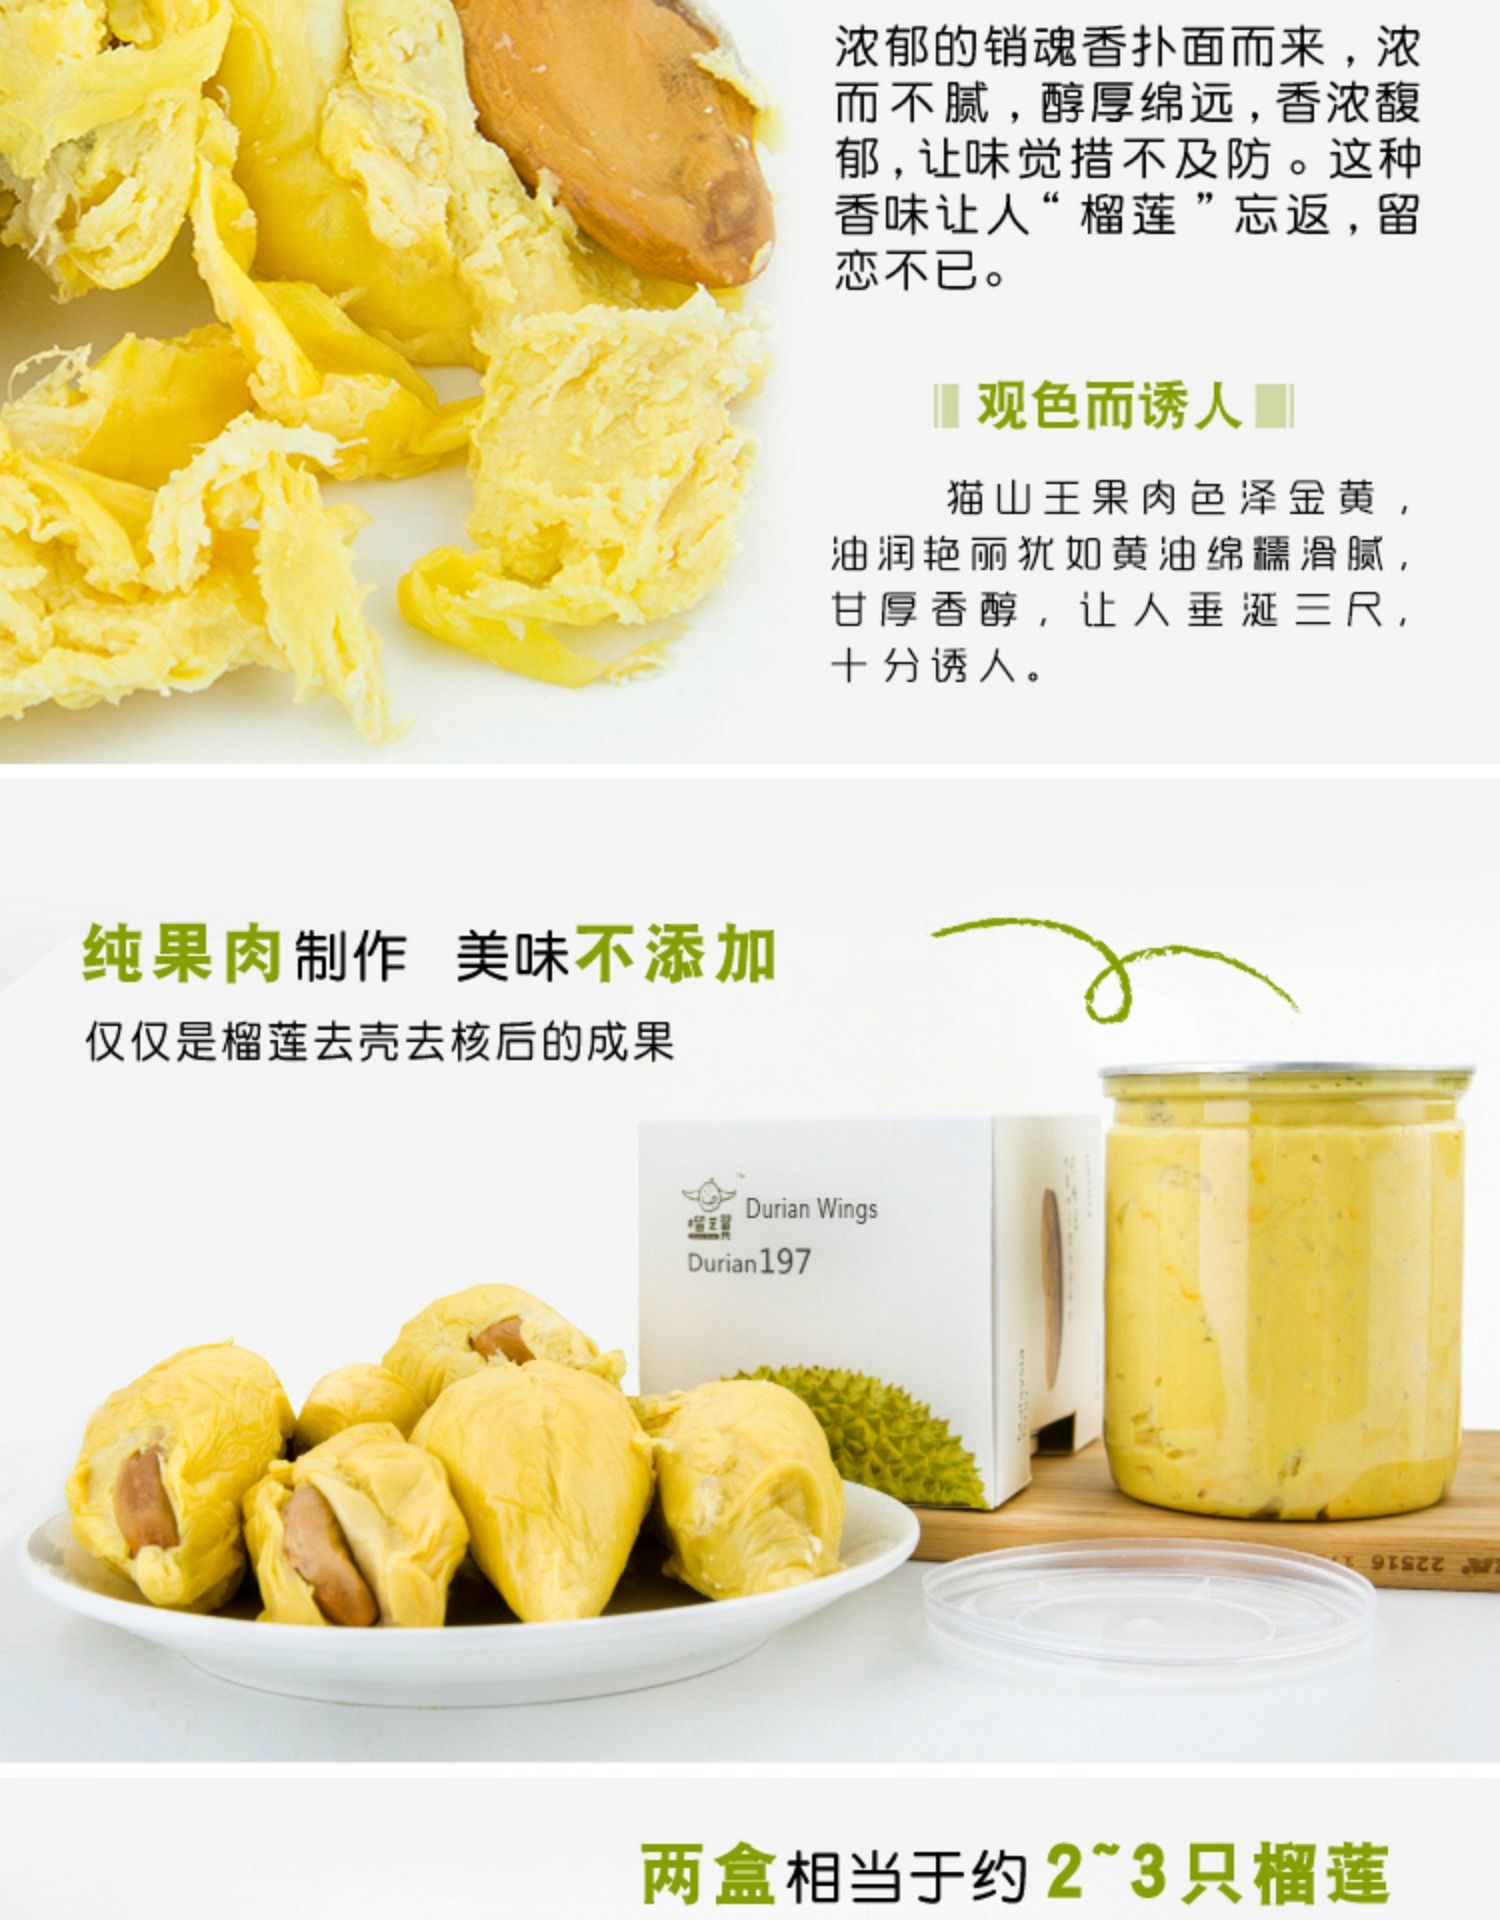 浓郁的销魂香扑面而来，浓
而不腻，醇厚绵远，香浓馥
郁，让味觉措不及防。这种
香味让人“榴莲”忘返，留
恋不已。
观色而诱人
猫山王果肉色泽金黄，
油润艳丽犹如黄油绵糯滑腻，
甘厚香醇，让人垂涎三尺，
十分诱人。
纯果肉制作 美味不添加
仅仅是榴莲去壳去核后的成果
榴芝翼
Durian Wings
Durian197
22516
两盒相当于约2~3只榴莲